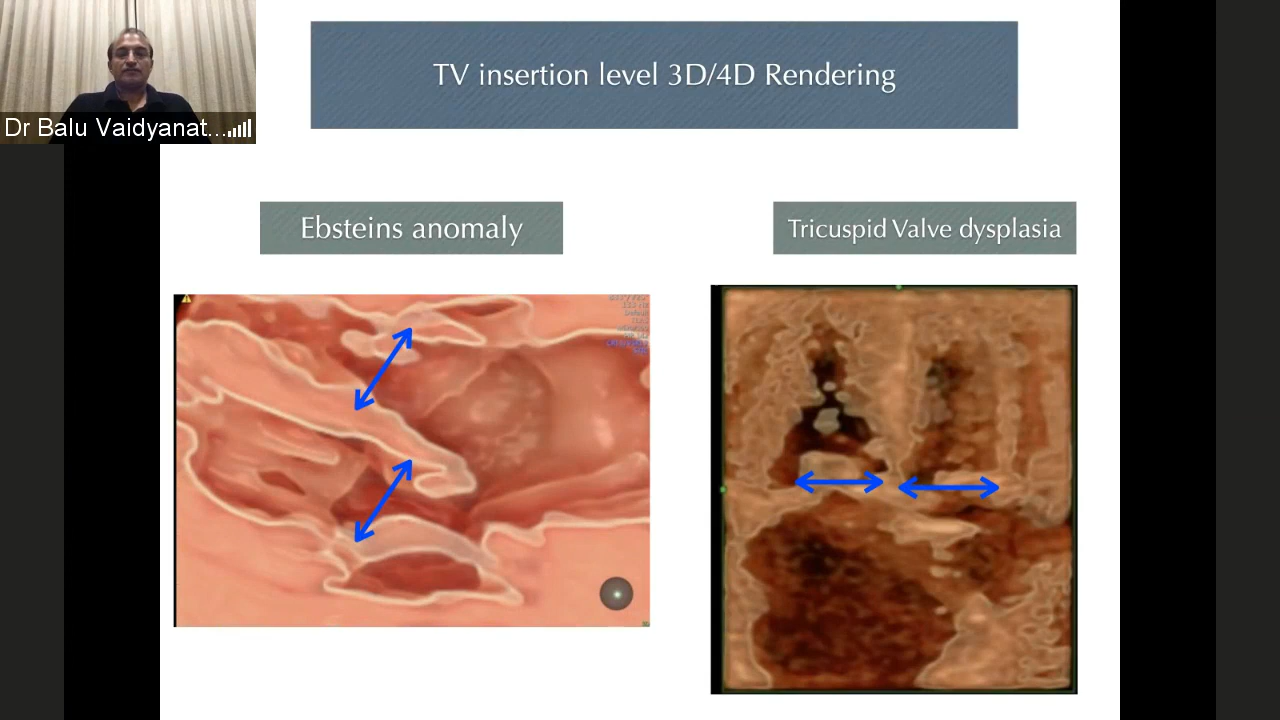 TV insertion level 3D/4D Rendering
Dr Balu Vaidyanat...
Ebsteins anomaly
Tricuspid Valve dysplasia